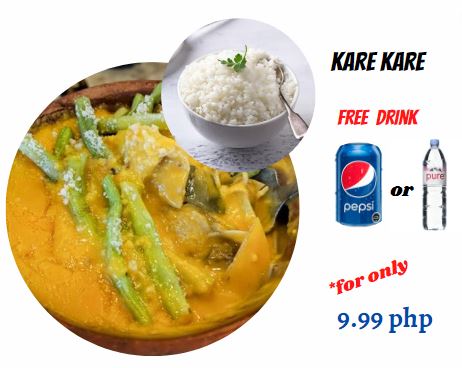 KARE KARE
FREE DRINK
pepsi
or
pure
*for only
9.99 php